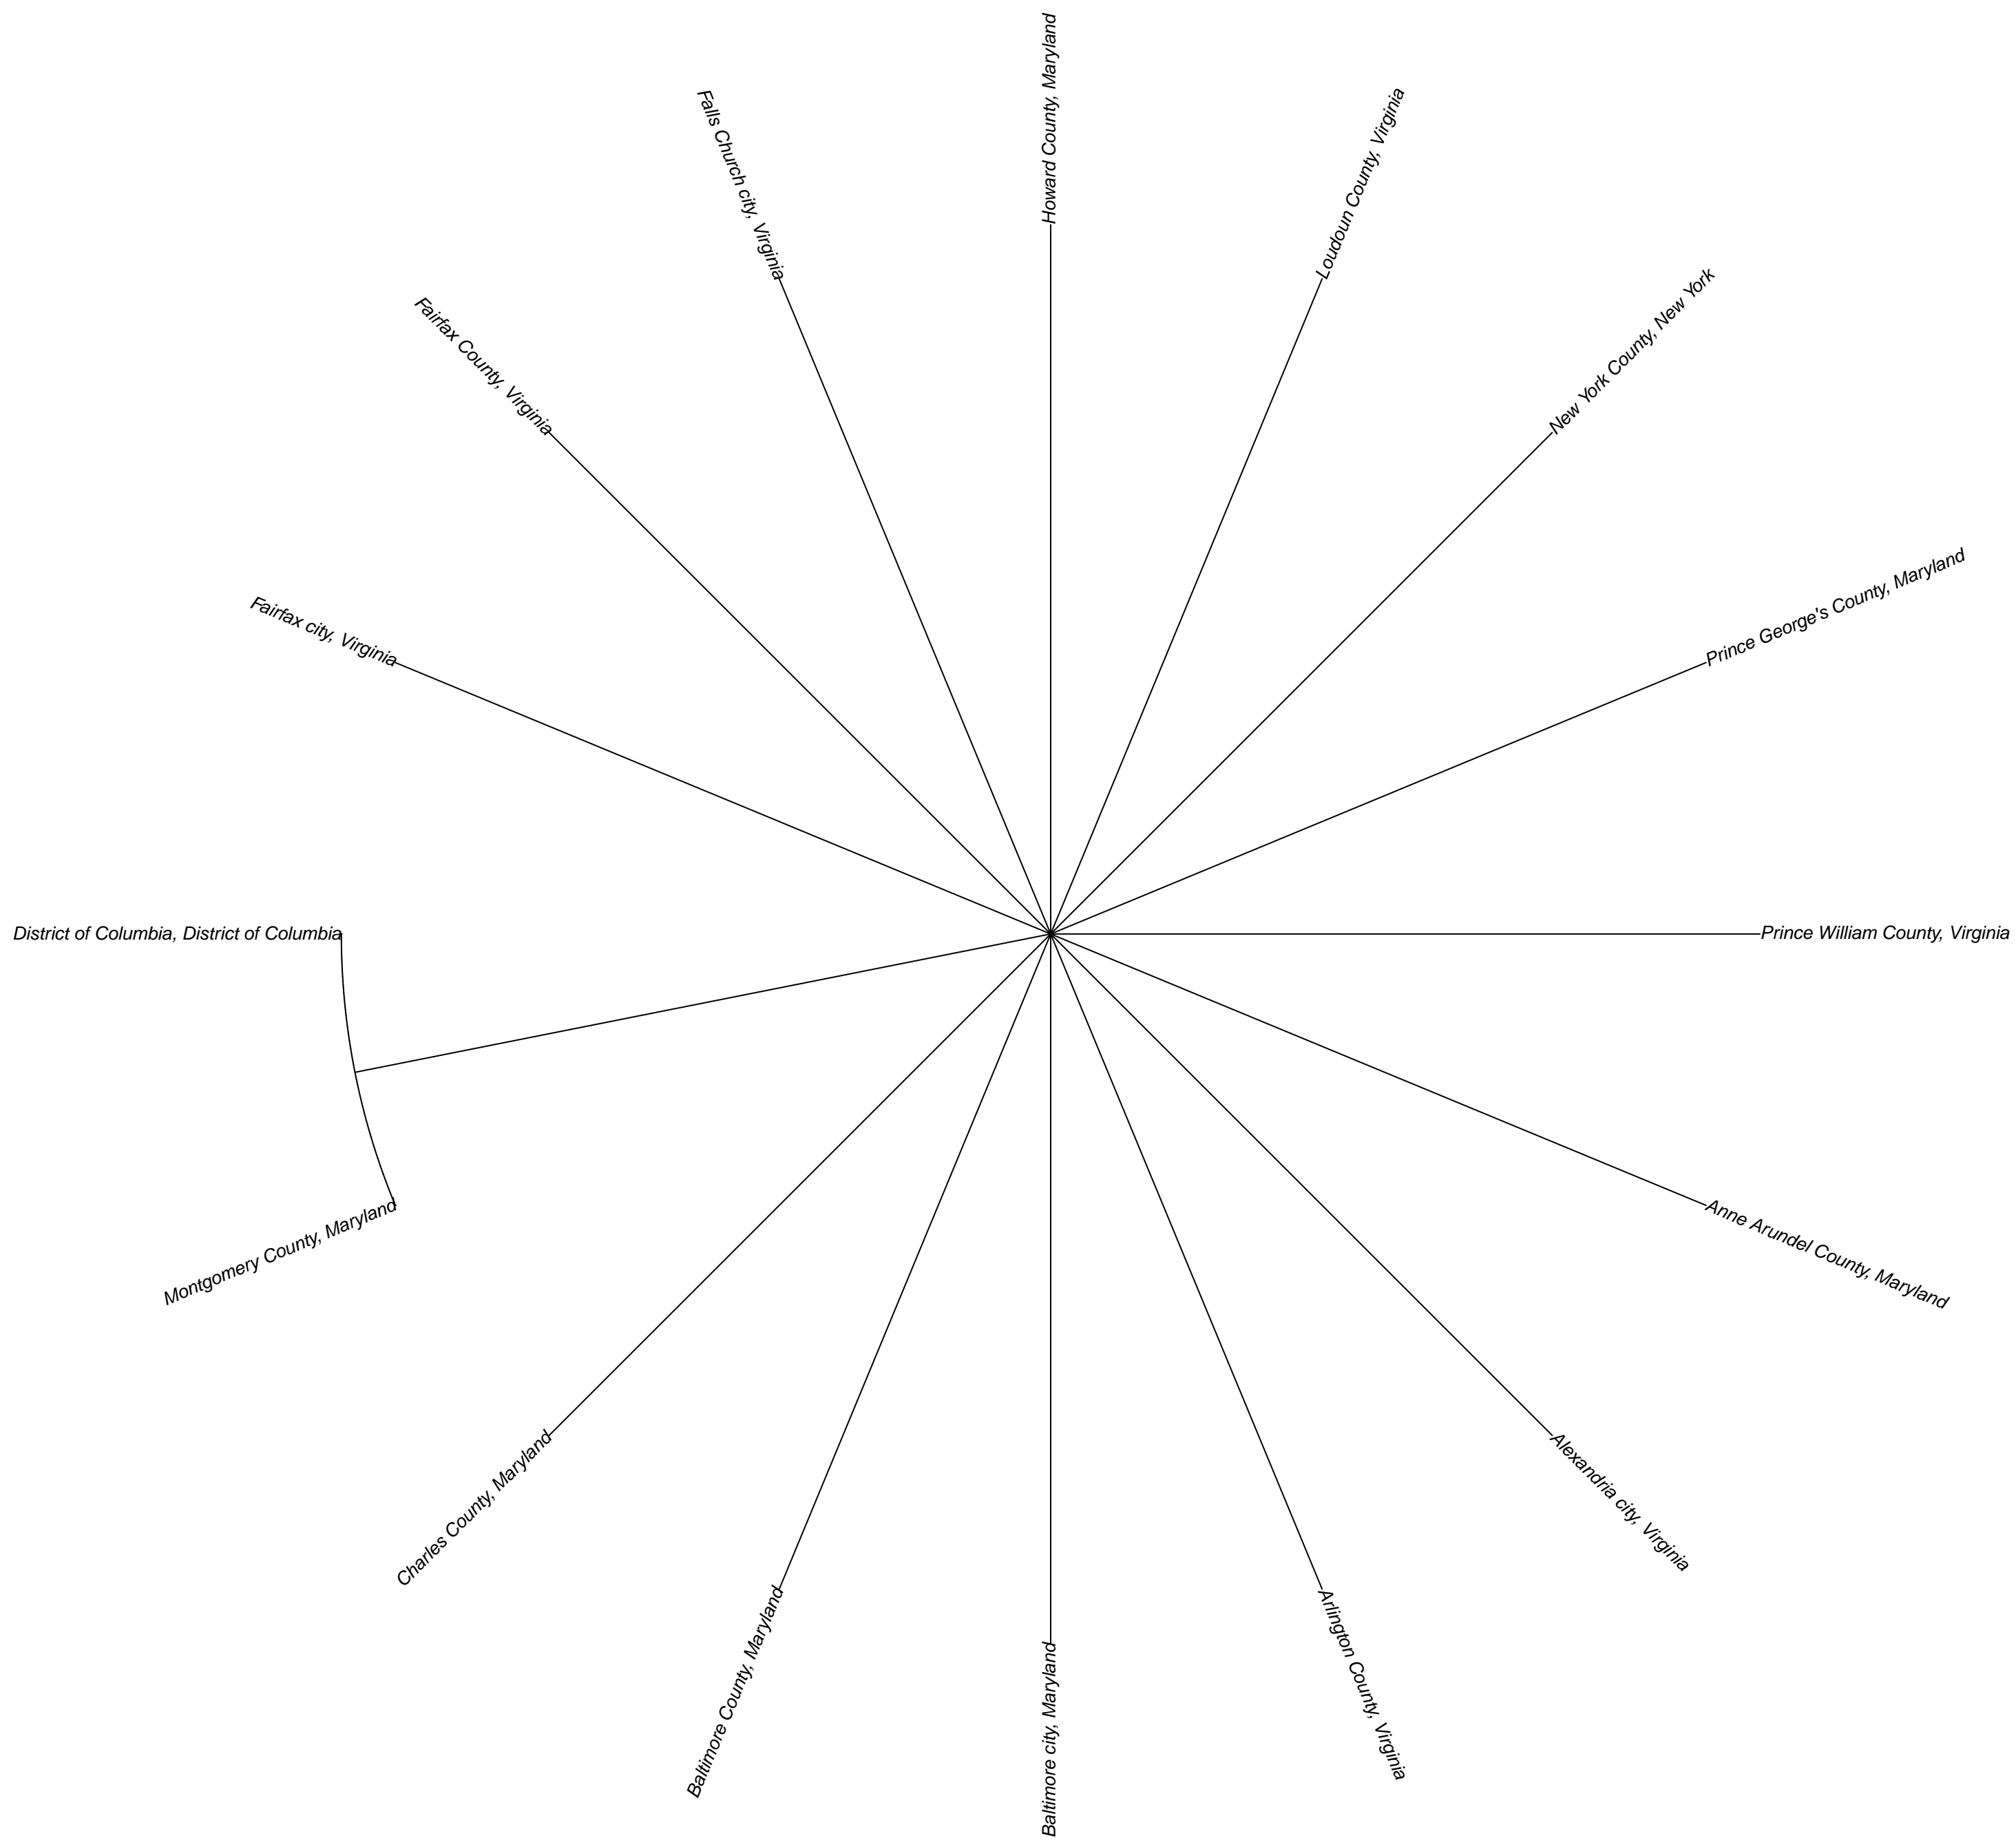 Howard County, Maryland
Loudoun County, Virginia
Falls Church city, Virginia
New York County, New York
Fairfax County, Virginia
Prince George's County, Maryland
Fairfax city, Virginia
District of Columbia, District of Columbia
Prince William County, Virginia
Montgomery County, Maryland
Anne Arundel County, Maryland
Charles County, Maryland
Alexandria city, Virginia
Baltimore County, Maryland
Arlington County, Virginia
Baltimore city, Maryland